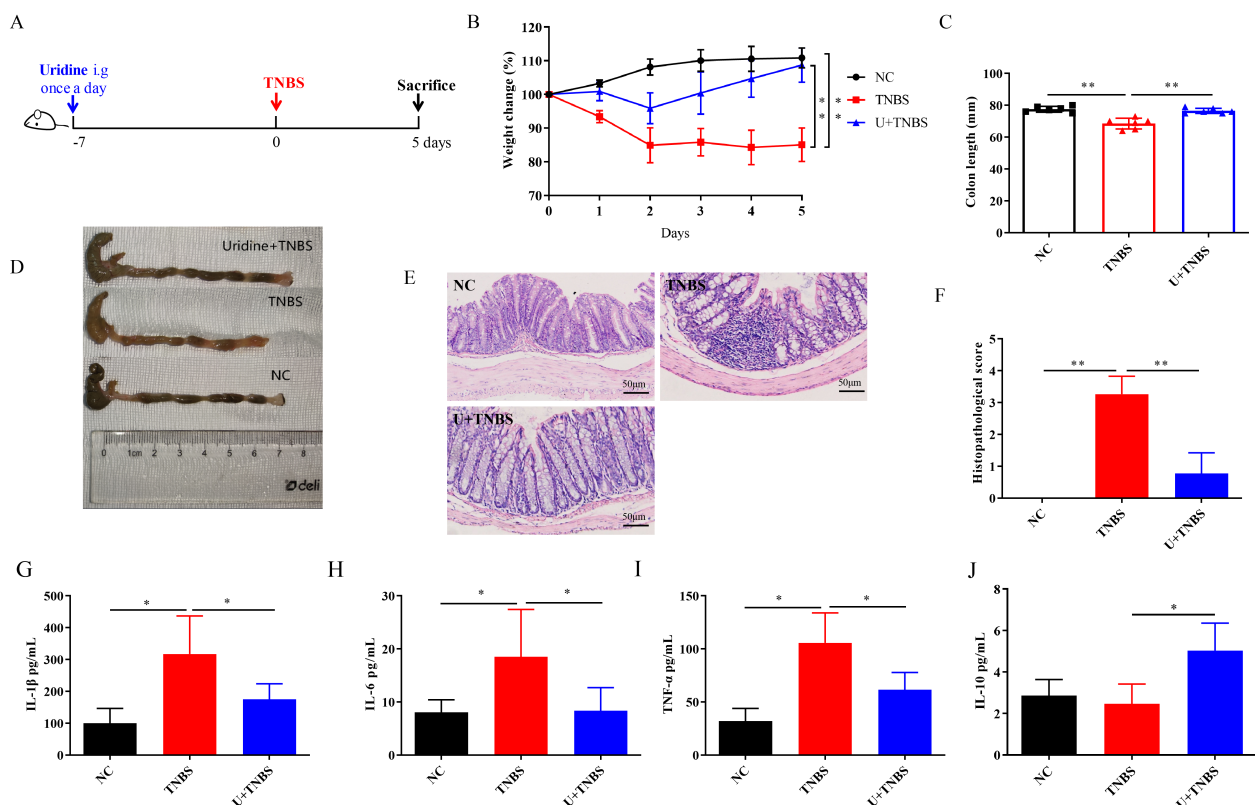 A
Uridine i.g
once a day
TNBS
Sacrifice
-7
0
5 days
B
Weight change (%)
110
100
90
80
70
0
1
2
3
4
5
Days
NC
TNBS
U+TNBS
* *
* *
C
Colon length (mm)
100
80
60
40
20
0
** **
NC
TNBS
U+TNBS
D
Uridine+TNBS
TNBS
NC
0 1cm 2 3 4 5 6 7 8
deli
E
NC
50μm
TNBS
50μm
U+TNBS
50μm
F
Histopathological score
5
4
3
2
1
0
** **
NC
TNBS
U+TNBS
G
IL-1β pg/mL
500
400
300
200
100
0
* *
NC
TNBS
U+TNBS
H
IL-6 pg/mL
30
20
10
0
* *
NC
TNBS
U+TNBS
I
TNF-α pg/mL
150
100
50
0
* *
NC
TNBS
U+TNBS
J
IL-10 pg/mL
8
6
4
2
0
*
NC
TNBS
U+TNBS